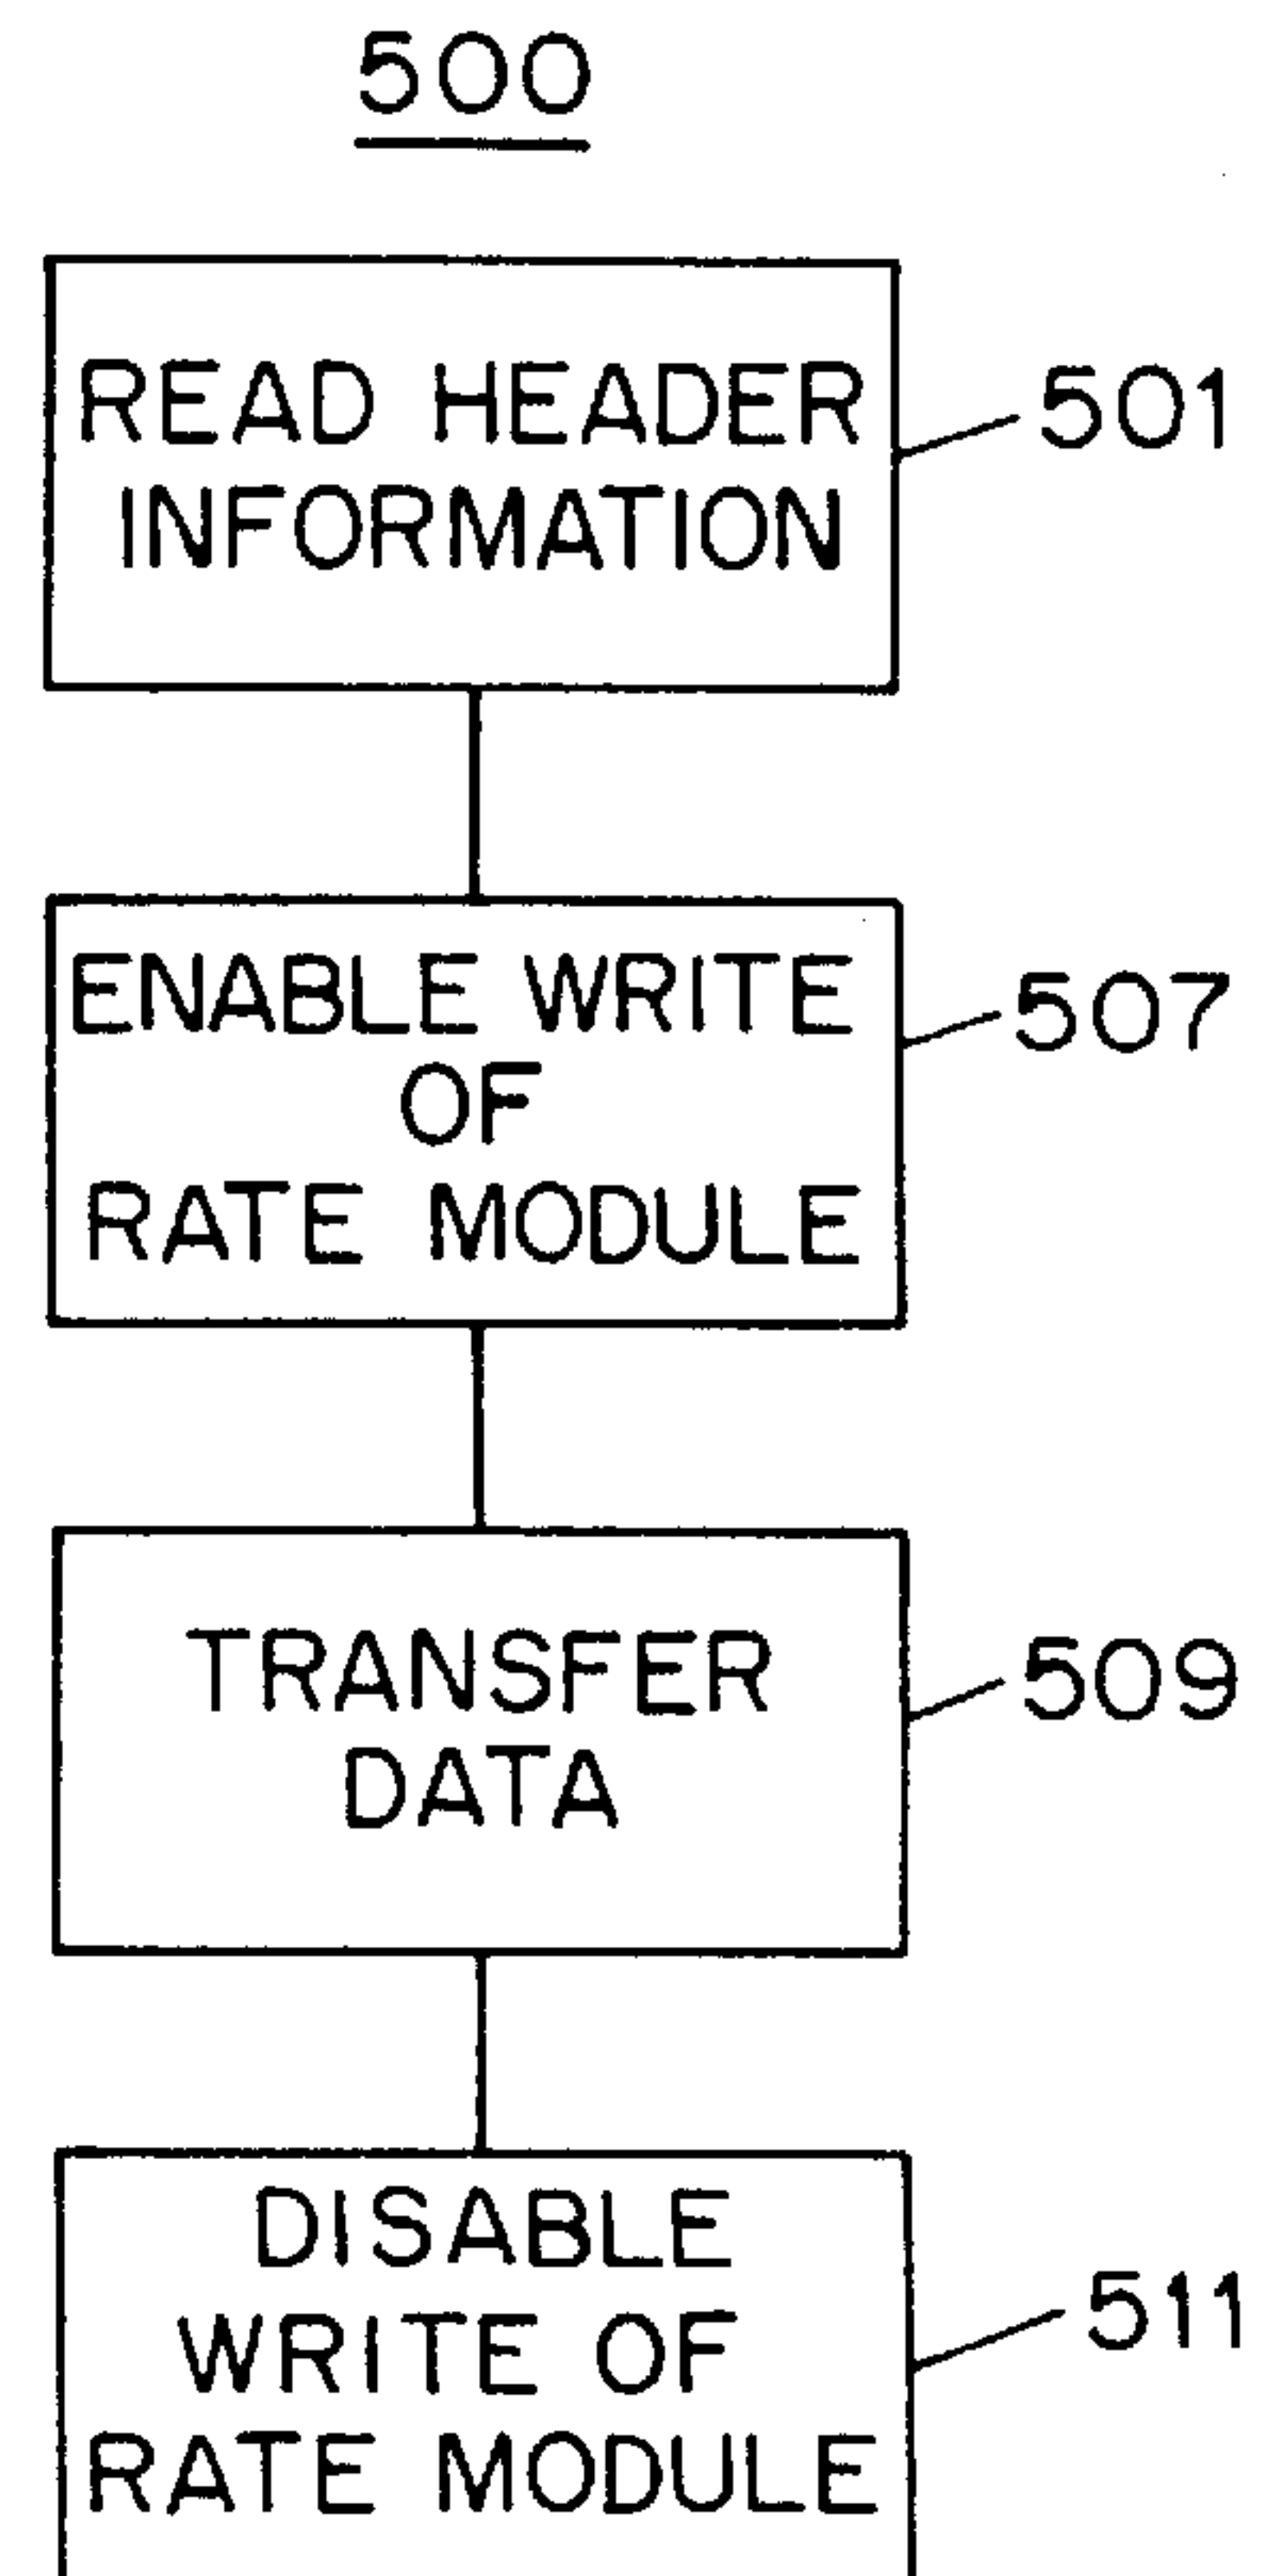 500
READ HEADER
INFORMATION
501
ENABLE WRITE
OF
RATE MODULE
507
TRANSFER
DATA
509
DISABLE
WRITE OF
RATE MODULE
511